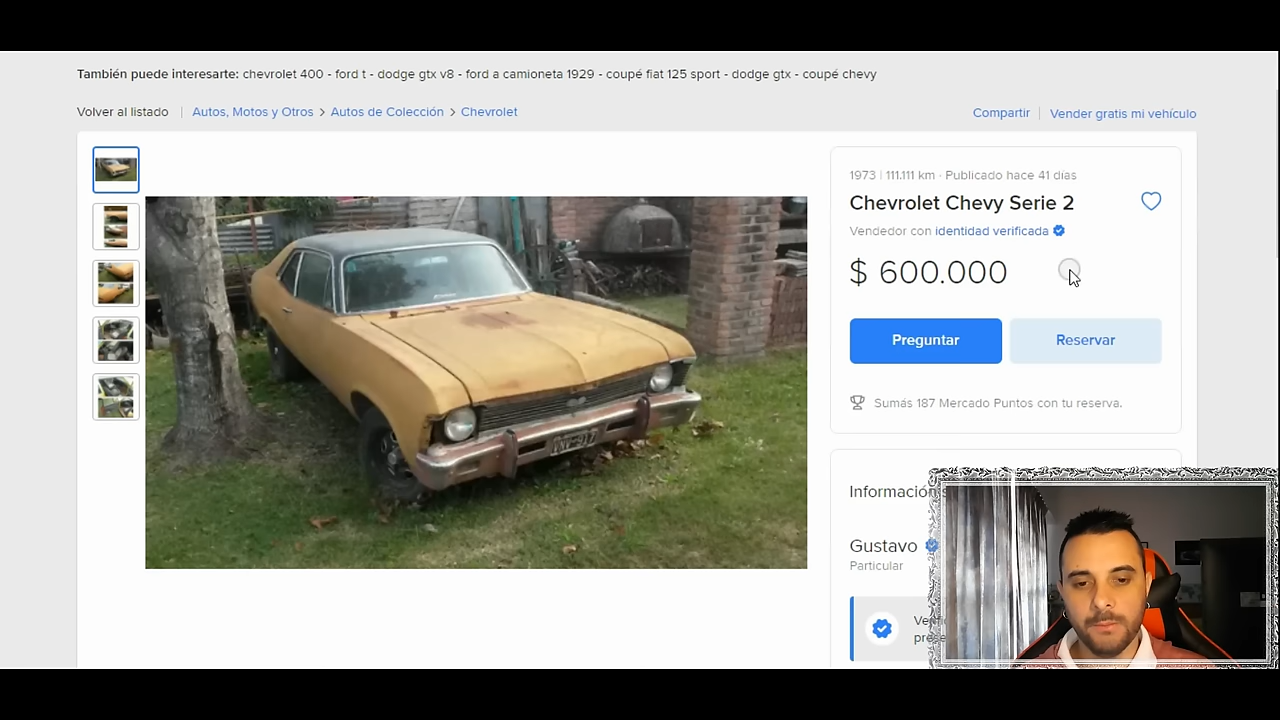 También puede interesarte: chevrolet 400 - ford t - dodge gtx v8 - ford a camioneta 1929 - coupé fiat 125 sport - dodge gtx - coupé chevy
Volver al listado | Autos, Motos y Otros > Autos de Colección > Chevrolet
Compartir | Vender gratis mi vehículo
1973 | 111.111 km · Publicado hace 41 días
Chevrolet Chevy Serie 2
Vendedor con identidad verificada
$ 600.000
Preguntar
Reservar
Sumás 187 Mercado Puntos con tu reserva.
Información
Gustavo
Particular